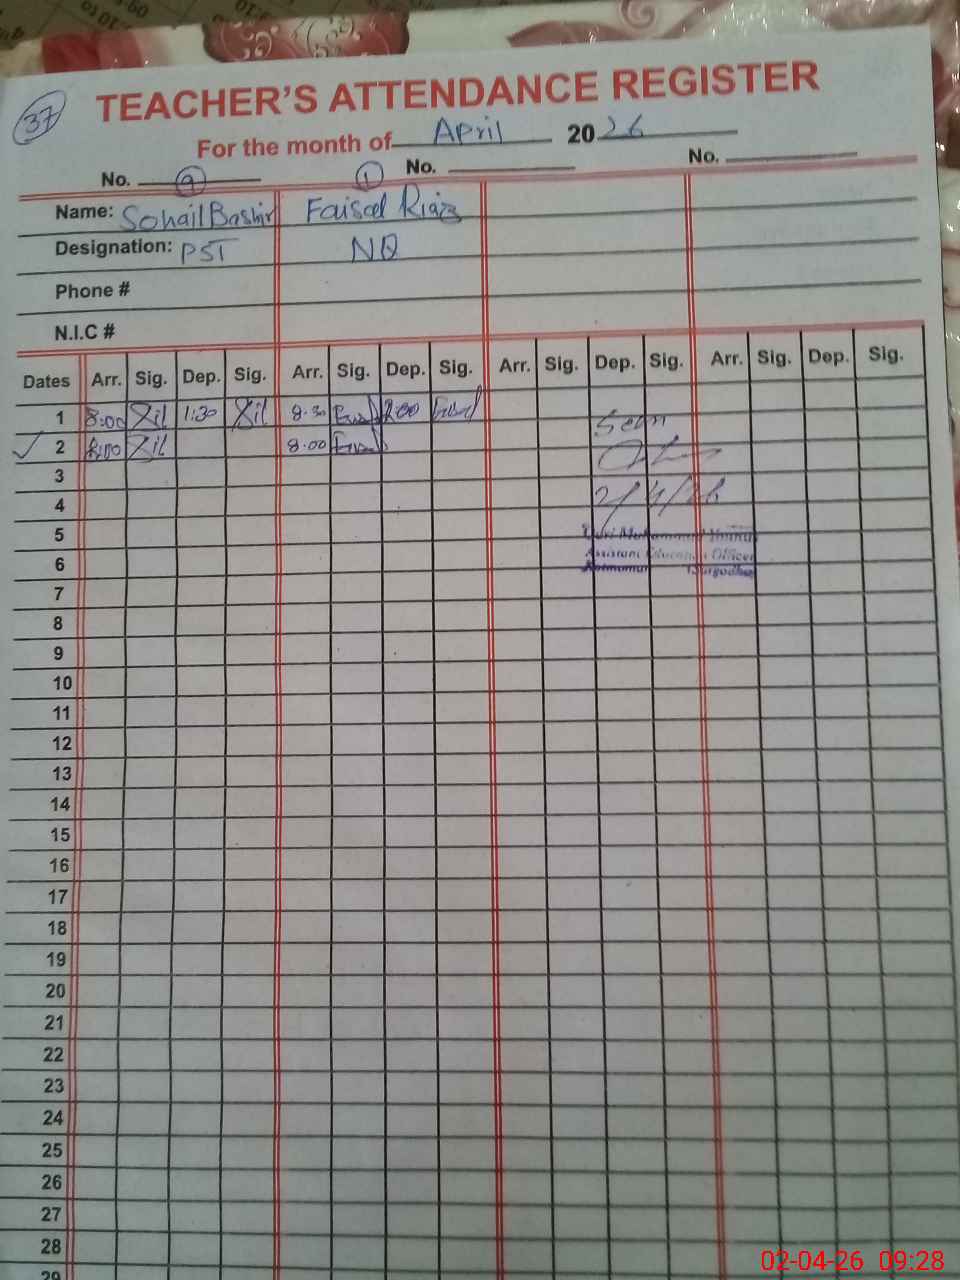 37
TEACHER'S ATTENDANCE REGISTER
For the month of April 2026
No. 9 1 No. No.
Name: Sohail Bashir Faisal Riaz
Designation: PST NQ
Phone #
N.I.C #
Dates Arr. Sig. Dep. Sig. Arr. Sig. Dep. Sig. Arr. Sig. Dep. Sig. Arr. Sig. Dep. Sig.
1 8:00 1:30 8:30 Seen
2 8:00 8:00
3
4 2/4/26
5
Assistant Education Officer
6
7
8
9
10
11
12
13
14
15
16
17
18
19
20
21
22
23
24
25
26
27
28
29
02-04-26 09:28